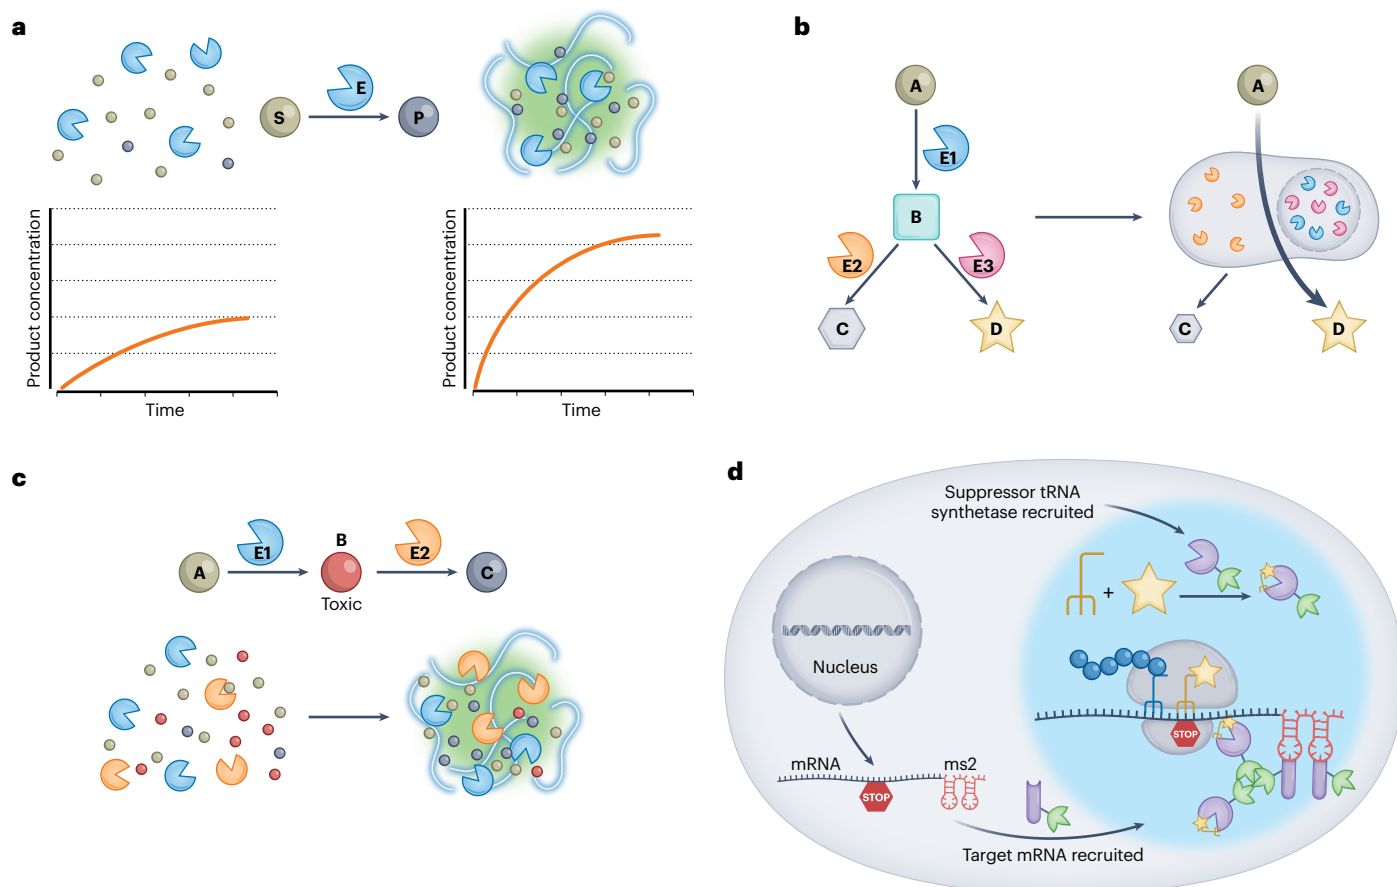 a
S
E
P
Product concentration
Time
Product concentration
Time
b
A
E1
B
E2
E3
C
D
A
C
D
c
A
E1
B
Toxic
E2
C
d
Suppressor tRNA
synthetase recruited
+
Nucleus
mRNA
STOP
ms2
STOP
Target mRNA recruited